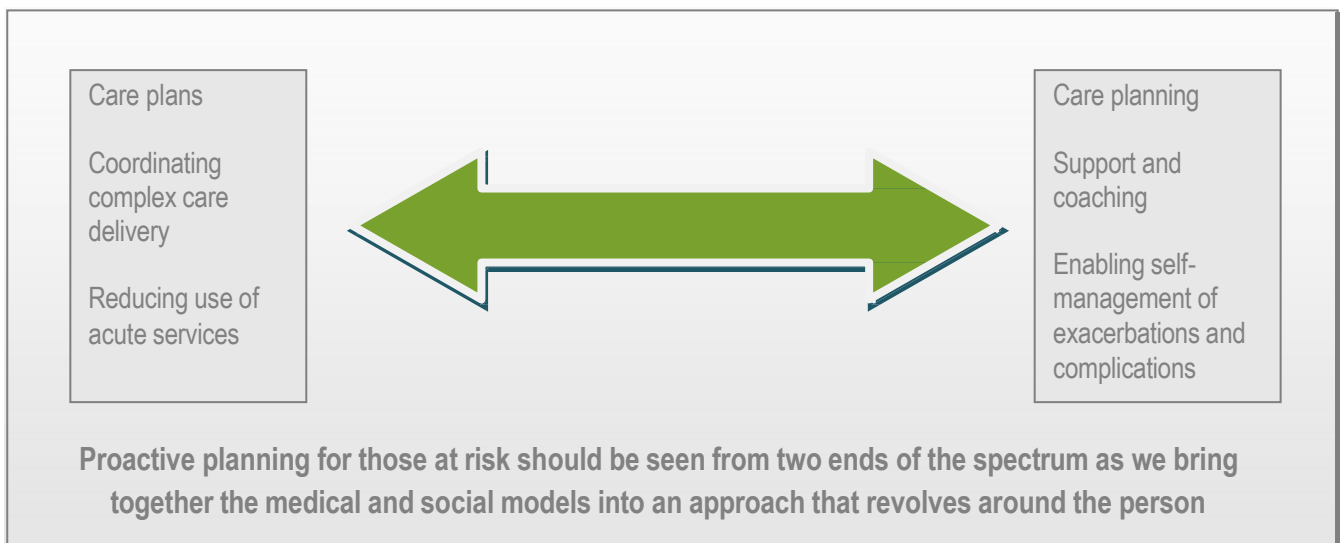 Care plans
Coordinating
complex care
delivery
Reducing use of
acute services
Care planning
Support and
coaching
Enabling self-
management of
exacerbations and
complications
Proactive planning for those at risk should be seen from two ends of the spectrum as we bring
together the medical and social models into an approach that revolves around the person